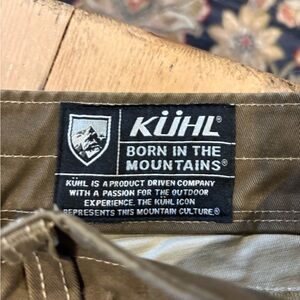 KÜHL®
BORN IN THE
MOUNTAINS®
KÜHL IS A PRODUCT DRIVEN COMPANY
WITH A PASSION FOR THE OUTDOOR
EXPERIENCE. THE KUHL ICON
REPRESENTS THIS MOUNTAIN CULTURE®